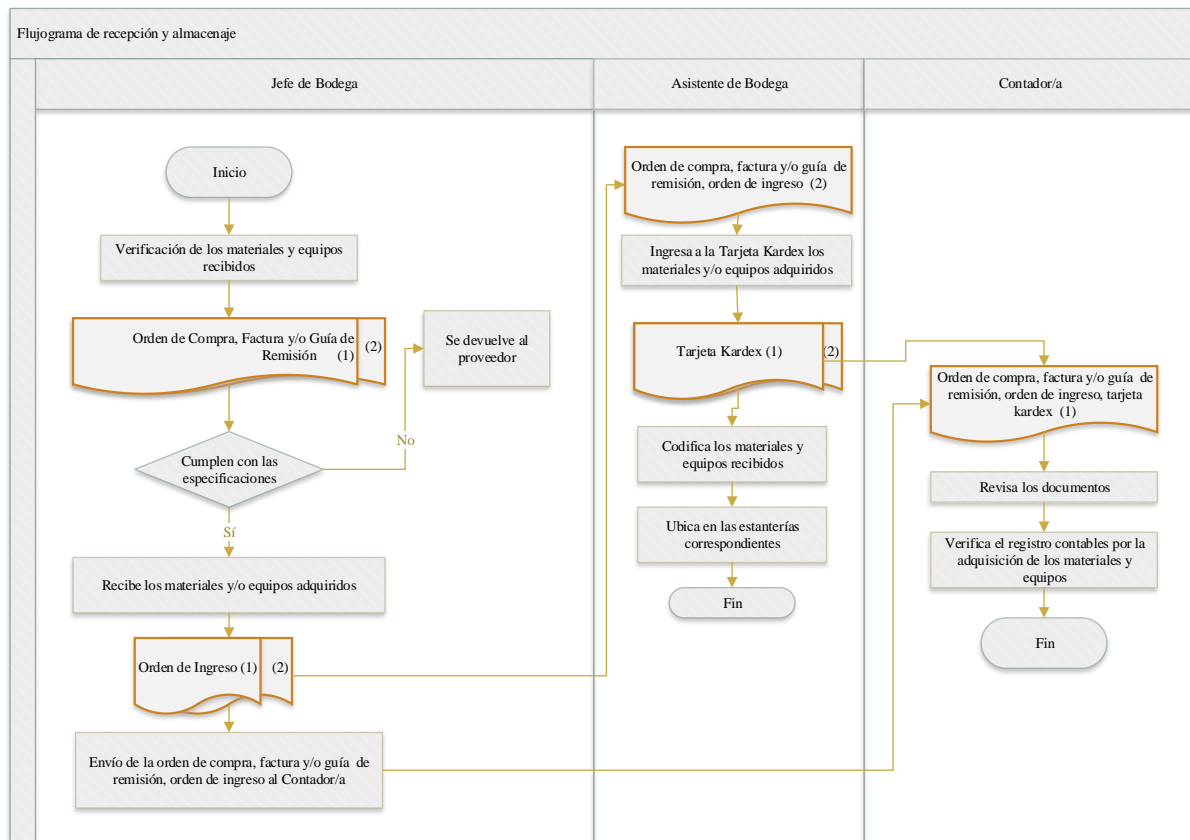 Flujograma de recepción y almacenaje
Jefe de Bodega
Asistente de Bodega
Contador/a
Inicio
Verificación de los materiales y equipos
recibidos
Orden de Compra, Factura y/o Guía de
Remisión (1)
(2)
Se devuelve al
proveedor
No
Cumplen con las
especificaciones
Sí
Recibe los materiales y/o equipos adquiridos
Orden de Ingreso (1)
(2)
Envío de la orden de compra, factura y/o guía de
remisión, orden de ingreso al Contador/a
Orden de compra, factura y/o guía de
remisión, orden de ingreso (2)
Ingresa a la Tarjeta Kardex los
materiales y/o equipos adquiridos
Tarjeta Kardex (1)
(2)
Codifica los materiales y
equipos recibidos
Ubica en las estanterías
correspondientes
Fin
Orden de compra, factura y/o guía de
remisión, orden de ingreso, tarjeta
kardex (1)
Revisa los documentos
Verifica el registro contables por la
adquisición de los materiales y
equipos
Fin